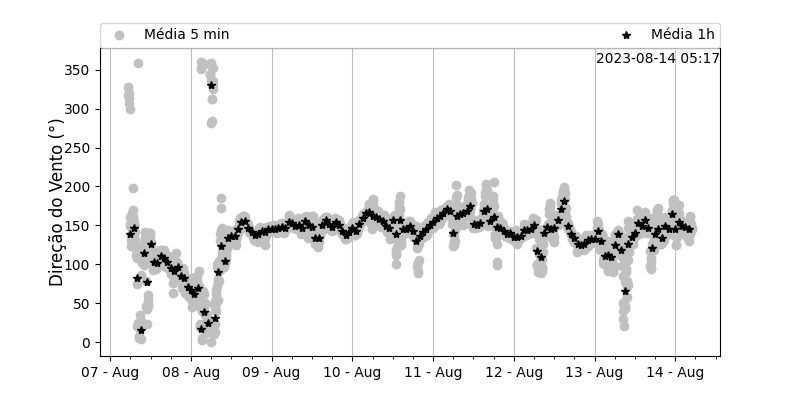 Média 5 min
Média 1h
2023-08-14 05:17
Direção do Vento (°)
350
300
250
200
150
100
50
0
07 - Aug
08 - Aug
09 - Aug
10 - Aug
11 - Aug
12 - Aug
13 - Aug
14 - Aug